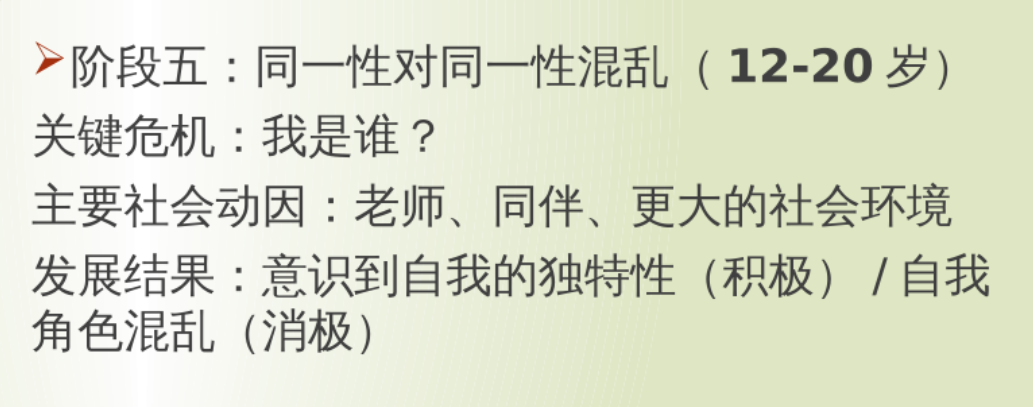 ➢阶段五：同一性对同一性混乱（ 12-20 岁）
关键危机：我是谁？
主要社会动因：老师、同伴、更大的社会环境
发展结果：意识到自我的独特性（积极） / 自我
角色混乱（消极）